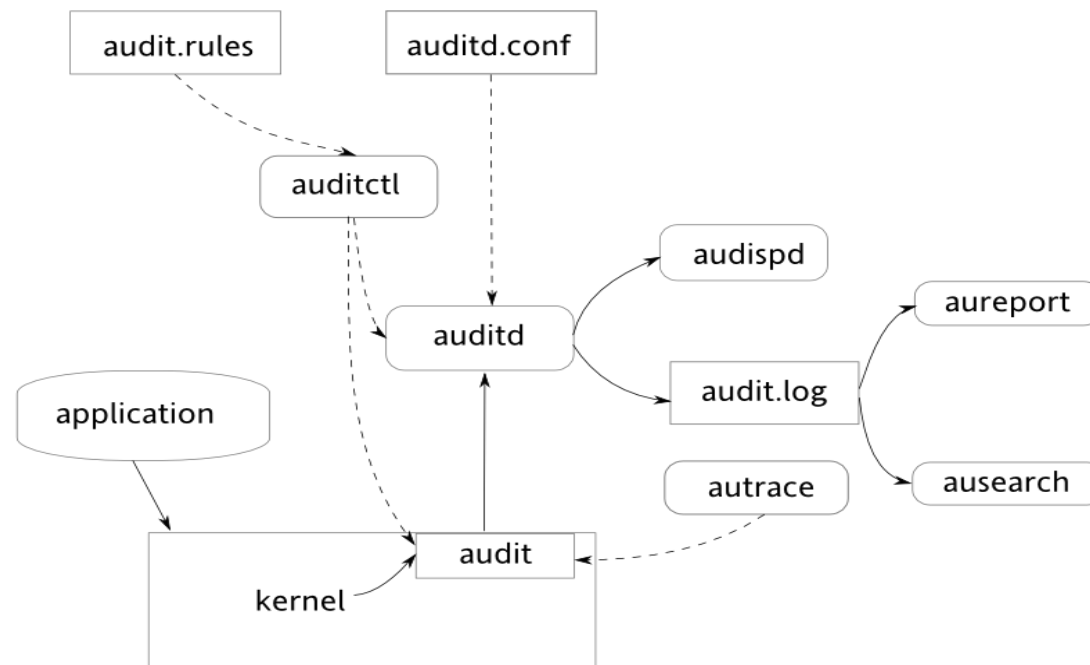 audit.rules
auditd.conf
auditctl
audispd
aureport
auditd
audit.log
application
autrace
ausearch
audit
kernel